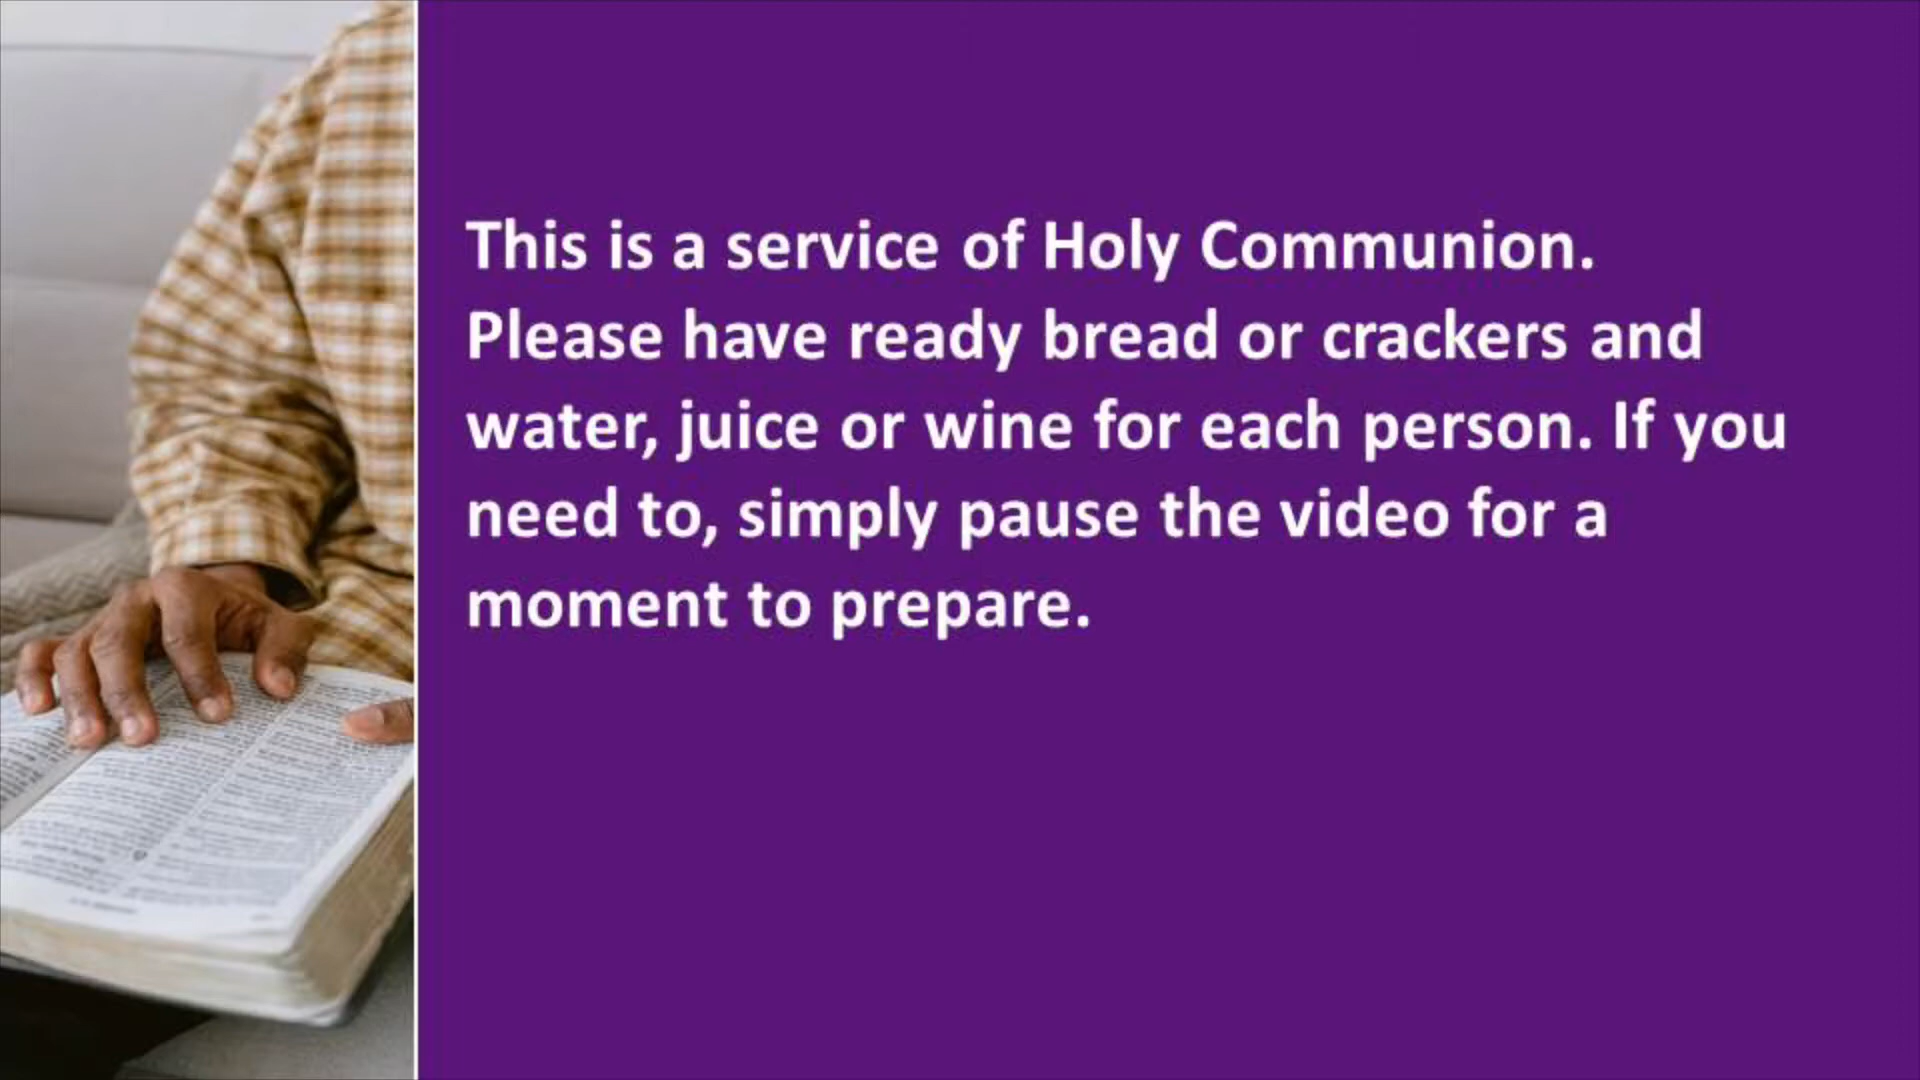 This is a service of Holy Communion.
Please have ready bread or crackers and
water, juice or wine for each person. If you
need to, simply pause the video for a
moment to prepare.